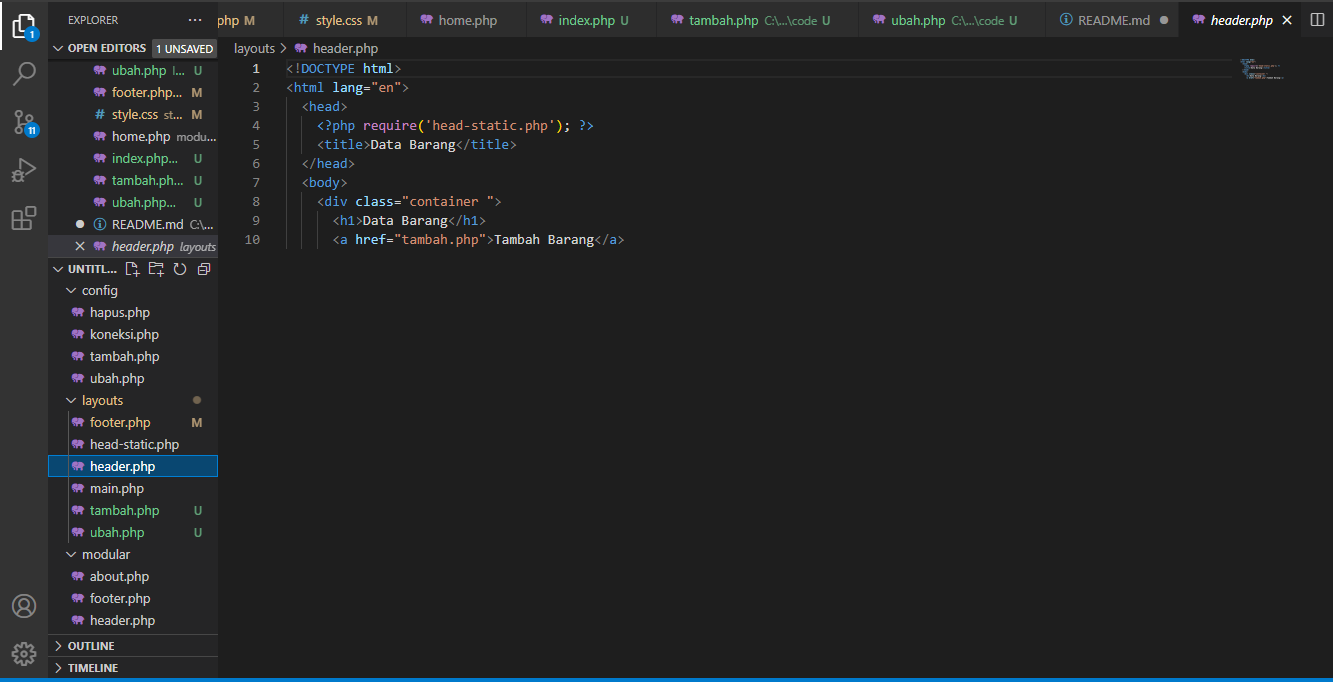 EXPLORER ···
OPEN EDITORS 1 UNSAVED
ubah.php l... U
footer.php... M
# style.css st... M
home.php modu...
index.php... U
tambah.ph... U
ubah.php... U
README.md C:\...
header.php layouts
UNTITL...
config
hapus.php
koneksi.php
tambah.php
ubah.php
layouts
footer.php M
head-static.php
header.php
main.php
tambah.php U
ubah.php U
modular
about.php
footer.php
header.php
OUTLINE
TIMELINE
1
11
php M
# style.css M
home.php
index.php U
tambah.php C:\...\code U
ubah.php C:\...\code U
README.md
header.php
layouts > header.php
1 <!DOCTYPE html>
2 <html lang="en">
3 <head>
4 <?php require('head-static.php'); ?>
5 <title>Data Barang</title>
6 </head>
7 <body>
8 <div class="container ">
9 <h1>Data Barang</h1>
10 <a href="tambah.php">Tambah Barang</a>